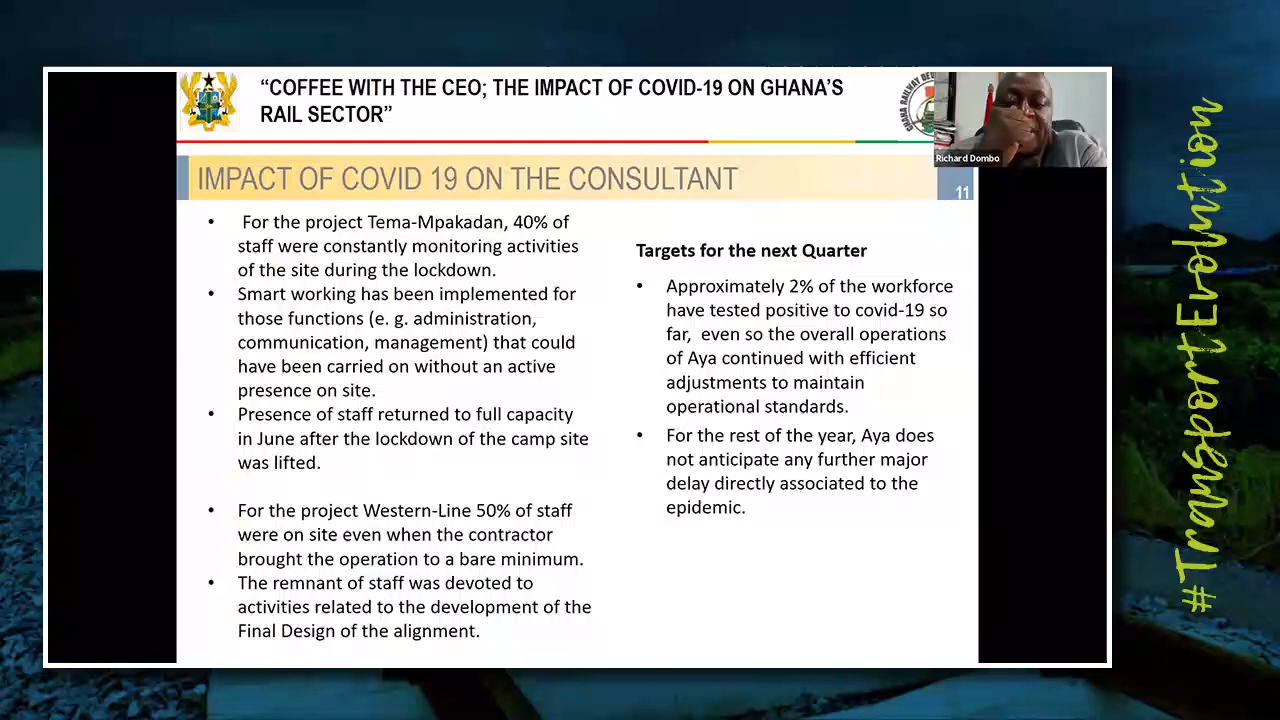 “COFFEE WITH THE CEO; THE IMPACT OF COVID-19 ON GHANA’S
RAIL SECTOR”
GHANA RAILWAY
Richard Dombo
IMPACT OF COVID 19 ON THE CONSULTANT
11
• For the project Tema-Mpakadan, 40% of
staff were constantly monitoring activities
of the site during the lockdown.
• Smart working has been implemented for
those functions (e. g. administration,
communication, management) that could
have been carried on without an active
presence on site.
• Presence of staff returned to full capacity
in June after the lockdown of the camp site
was lifted.
• For the project Western-Line 50% of staff
were on site even when the contractor
brought the operation to a bare minimum.
• The remnant of staff was devoted to
activities related to the development of the
Final Design of the alignment.
Targets for the next Quarter
• Approximately 2% of the workforce
have tested positive to covid-19 so
far, even so the overall operations
of Aya continued with efficient
adjustments to maintain
operational standards.
• For the rest of the year, Aya does
not anticipate any further major
delay directly associated to the
epidemic.
#TransportEvolution